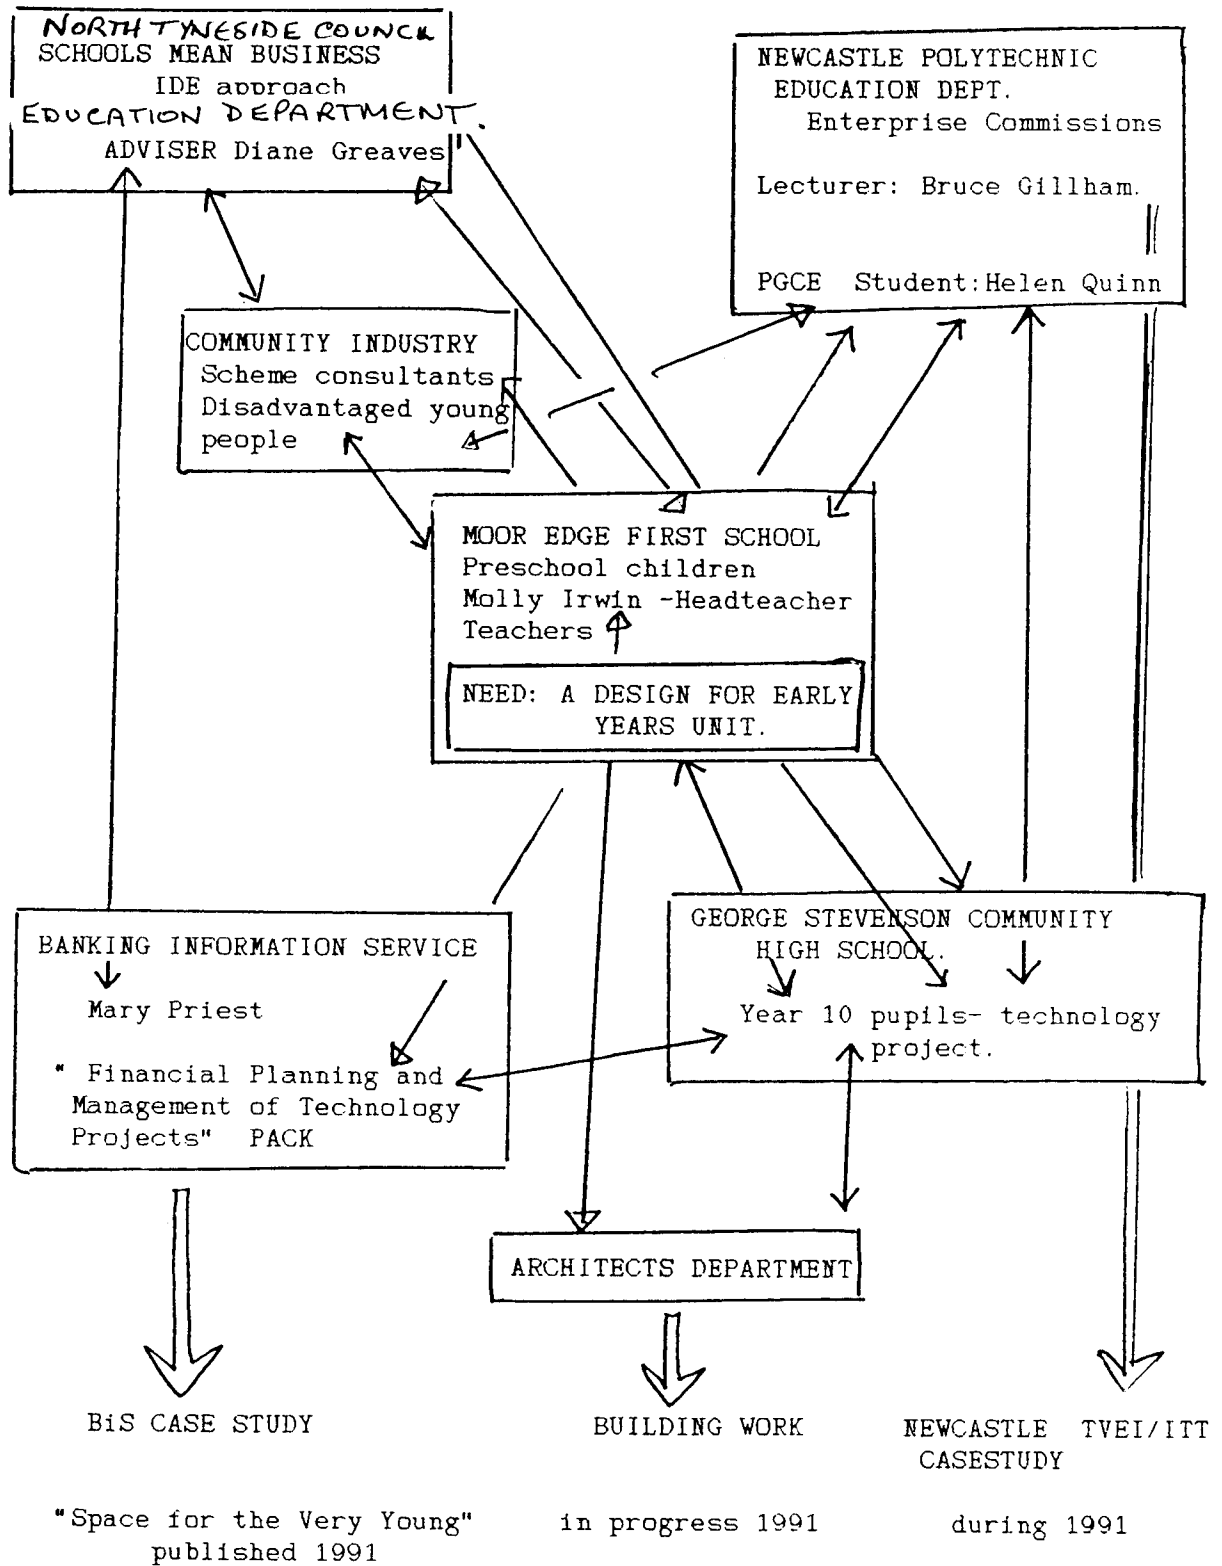 NORTH TYNESIDE COUNCIL
SCHOOLS MEAN BUSINESS
IDE approach
EDUCATION DEPARTMENT.
ADVISER Diane Greaves
NEWCASTLE POLYTECHNIC
EDUCATION DEPT.
Enterprise Commissions
Lecturer: Bruce Gillham.
PGCE Student:Helen Quinn
COMMUNITY INDUSTRY
Scheme consultants
Disadvantaged young
people
MOOR EDGE FIRST SCHOOL
Preschool children
Molly Irwin -Headteacher
Teachers
NEED: A DESIGN FOR EARLY
YEARS UNIT.
BANKING INFORMATION SERVICE
Mary Priest
" Financial Planning and
Management of Technology
Projects" PACK
GEORGE STEVENSON COMMUNITY
HIGH SCHOOL.
Year 10 pupils- technology
project.
ARCHITECTS DEPARTMENT
BiS CASE STUDY
"Space for the Very Young"
published 1991
BUILDING WORK
in progress 1991
NEWCASTLE TVEI/ITT
CASESTUDY
during 1991